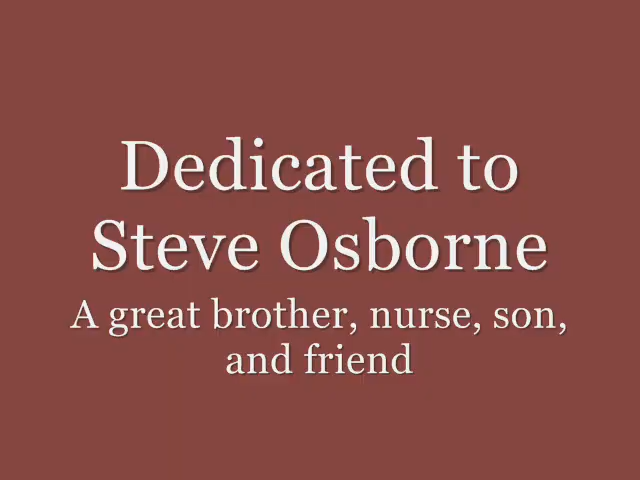 Dedicated to
Steve Osborne
A great brother, nurse, son,
and friend